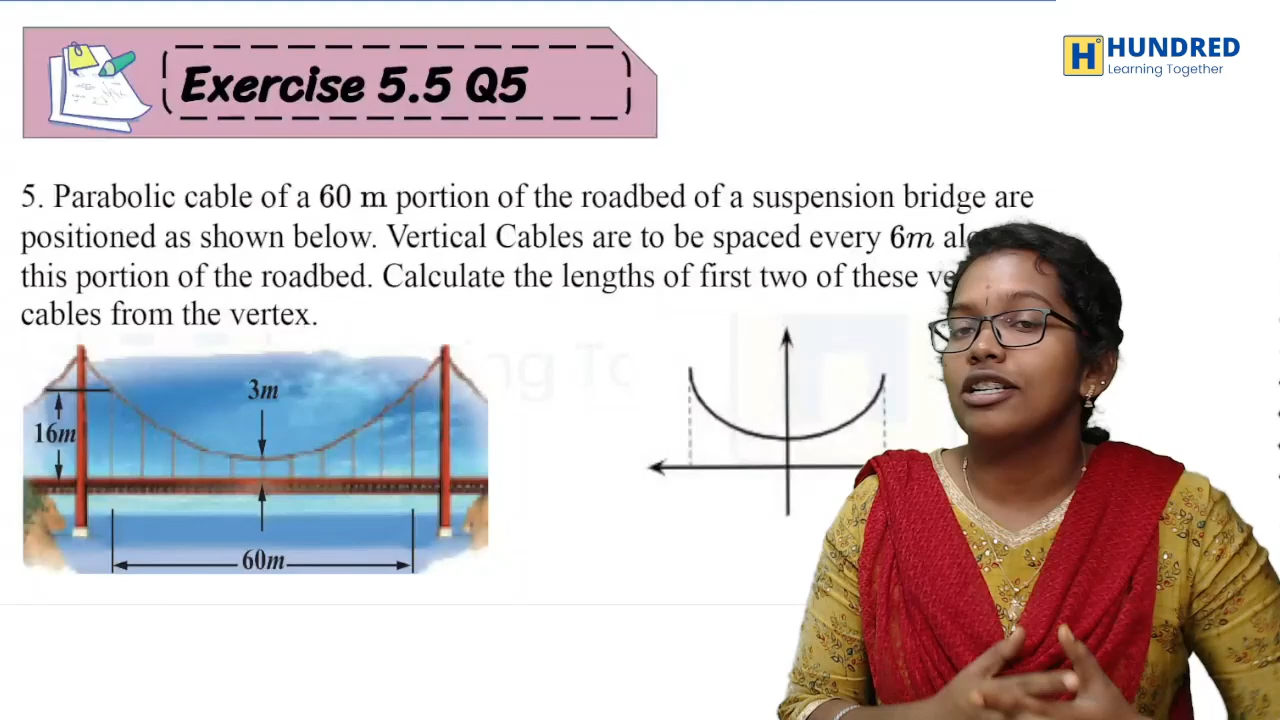 HUNDRED
Learning Together
Exercise 5.5 Q5
5. Parabolic cable of a 60 m portion of the roadbed of a suspension bridge are
positioned as shown below. Vertical Cables are to be spaced every 6m
this portion of the roadbed. Calculate the lengths of first two of these
cables from the vertex.
3m
16m
60m